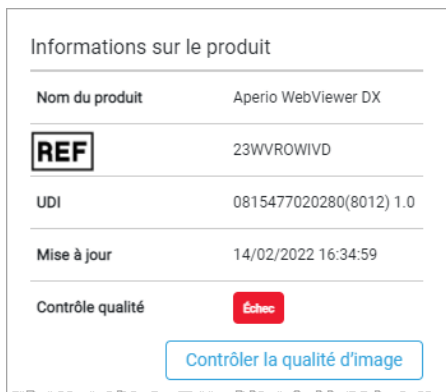 Informations sur le produit
Nom du produit Aperio WebViewer DX
REF 23WVROWIVD
UDI 0815477020280(8012) 1.0
Mise à jour 14/02/2022 16:34:59
Contrôle qualité Échec
Contrôler la qualité d'image